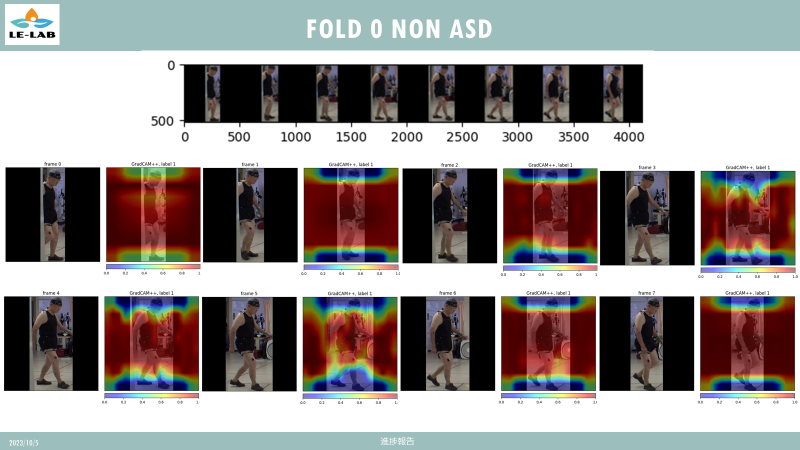 LE-LAB
FOLD 0 NON ASD
0
500
0 500 1000 1500 2000 2500 3000 3500 4000
frame 0 GradCAM++, label 1 frame 1 GradCAM++, label 1 frame 2 GradCAM++, label 1 frame 3 GradCAM++, label 1
0.0 0.2 0.4 0.6 0.8 1. 0.0 0.2 0.4 0.6 0.8 1.0 1.2 0.0 0.2 0.4 0.6 0.8 1. 0.0 0.2 0.4 0.6 0.8 1.0
frame 4 GradCAM++, label 1 frame 5 GradCAM++, label 1 frame 6 GradCAM++, label 1 frame 7 GradCAM++, label 1
0.0 0.2 0.4 0.6 0.8 1. 0.0 0.2 0.4 0.6 0.8 1. 0.0 0.2 0.4 0.6 0.8 1. 0.0 0.2 0.4 0.6 0.8 1.0
2023/10/5 進捗報告